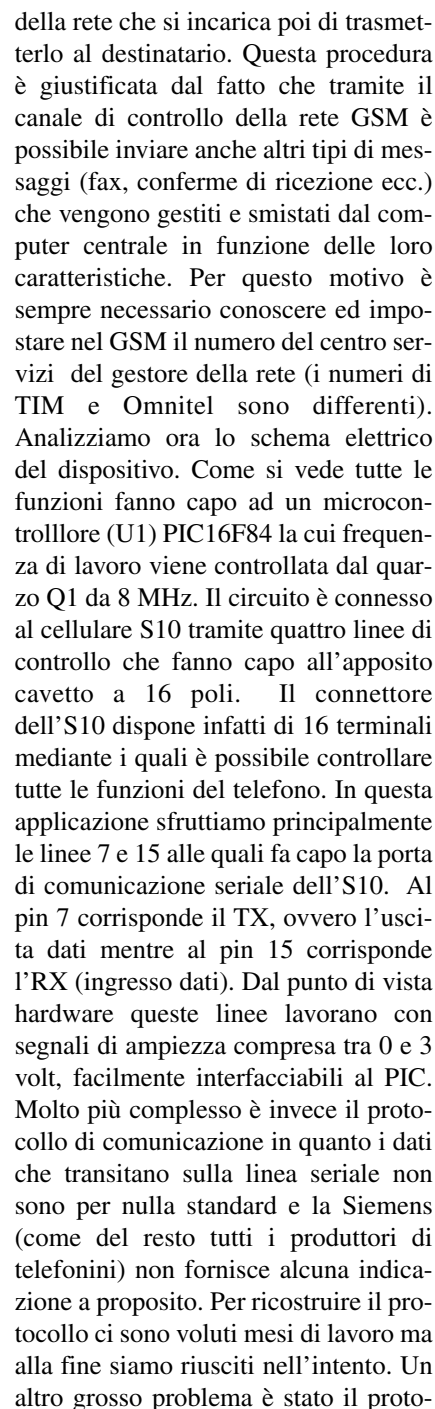 della rete che si incarica poi di trasmet-
terlo al destinatario. Questa procedura
è giustificata dal fatto che tramite il
canale di controllo della rete GSM è
possibile inviare anche altri tipi di mes-
saggi (fax, conferme di ricezione ecc.)
che vengono gestiti e smistati dal com-
puter centrale in funzione delle loro
caratteristiche. Per questo motivo è
sempre necessario conoscere ed impo-
stare nel GSM il numero del centro ser-
vizi del gestore della rete (i numeri di
TIM e Omnitel sono differenti).
Analizziamo ora lo schema elettrico
del dispositivo. Come si vede tutte le
funzioni fanno capo ad un microcon-
trolllore (U1) PIC16F84 la cui frequen-
za di lavoro viene controllata dal quar-
zo Q1 da 8 MHz. Il circuito è connesso
al cellulare S10 tramite quattro linee di
controllo che fanno capo all'apposito
cavetto a 16 poli. Il connettore
dell'S10 dispone infatti di 16 terminali
mediante i quali è possibile controllare
tutte le funzioni del telefono. In questa
applicazione sfruttiamo principalmente
le linee 7 e 15 alle quali fa capo la porta
di comunicazione seriale dell'S10. Al
pin 7 corrisponde il TX, ovvero l'usci-
ta dati mentre al pin 15 corrisponde
l'RX (ingresso dati). Dal punto di vista
hardware queste linee lavorano con
segnali di ampiezza compresa tra 0 e 3
volt, facilmente interfacciabili al PIC.
Molto più complesso è invece il proto-
collo di comunicazione in quanto i dati
che transitano sulla linea seriale non
sono per nulla standard e la Siemens
(come del resto tutti i produttori di
telefonini) non fornisce alcuna indica-
zione a proposito. Per ricostruire il pro-
tocollo ci sono voluti mesi di lavoro ma
alla fine siamo riusciti nell'intento. Un
altro grosso problema è stato il proto-